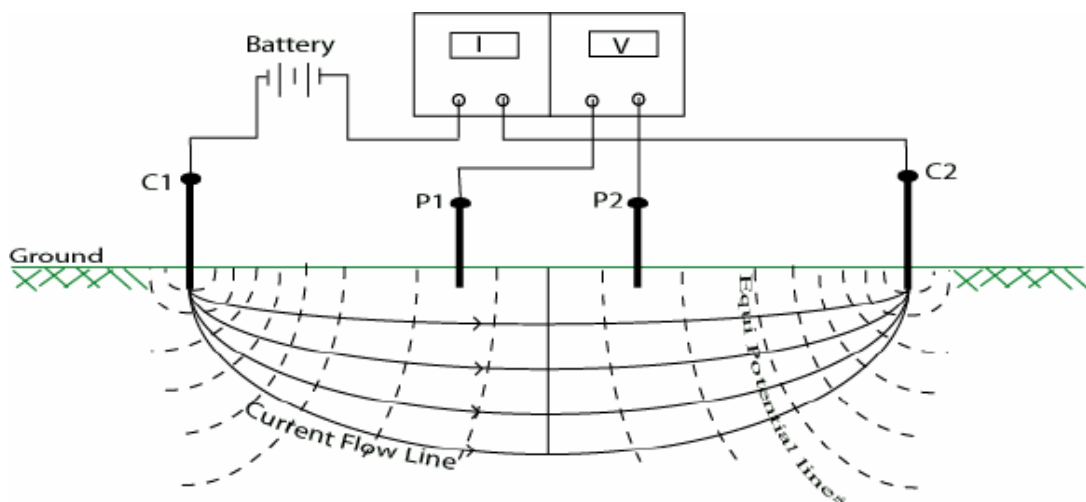 Battery
I
V
C1
P1
P2
C2
Ground
Equi Potential lines
Current Flow Line